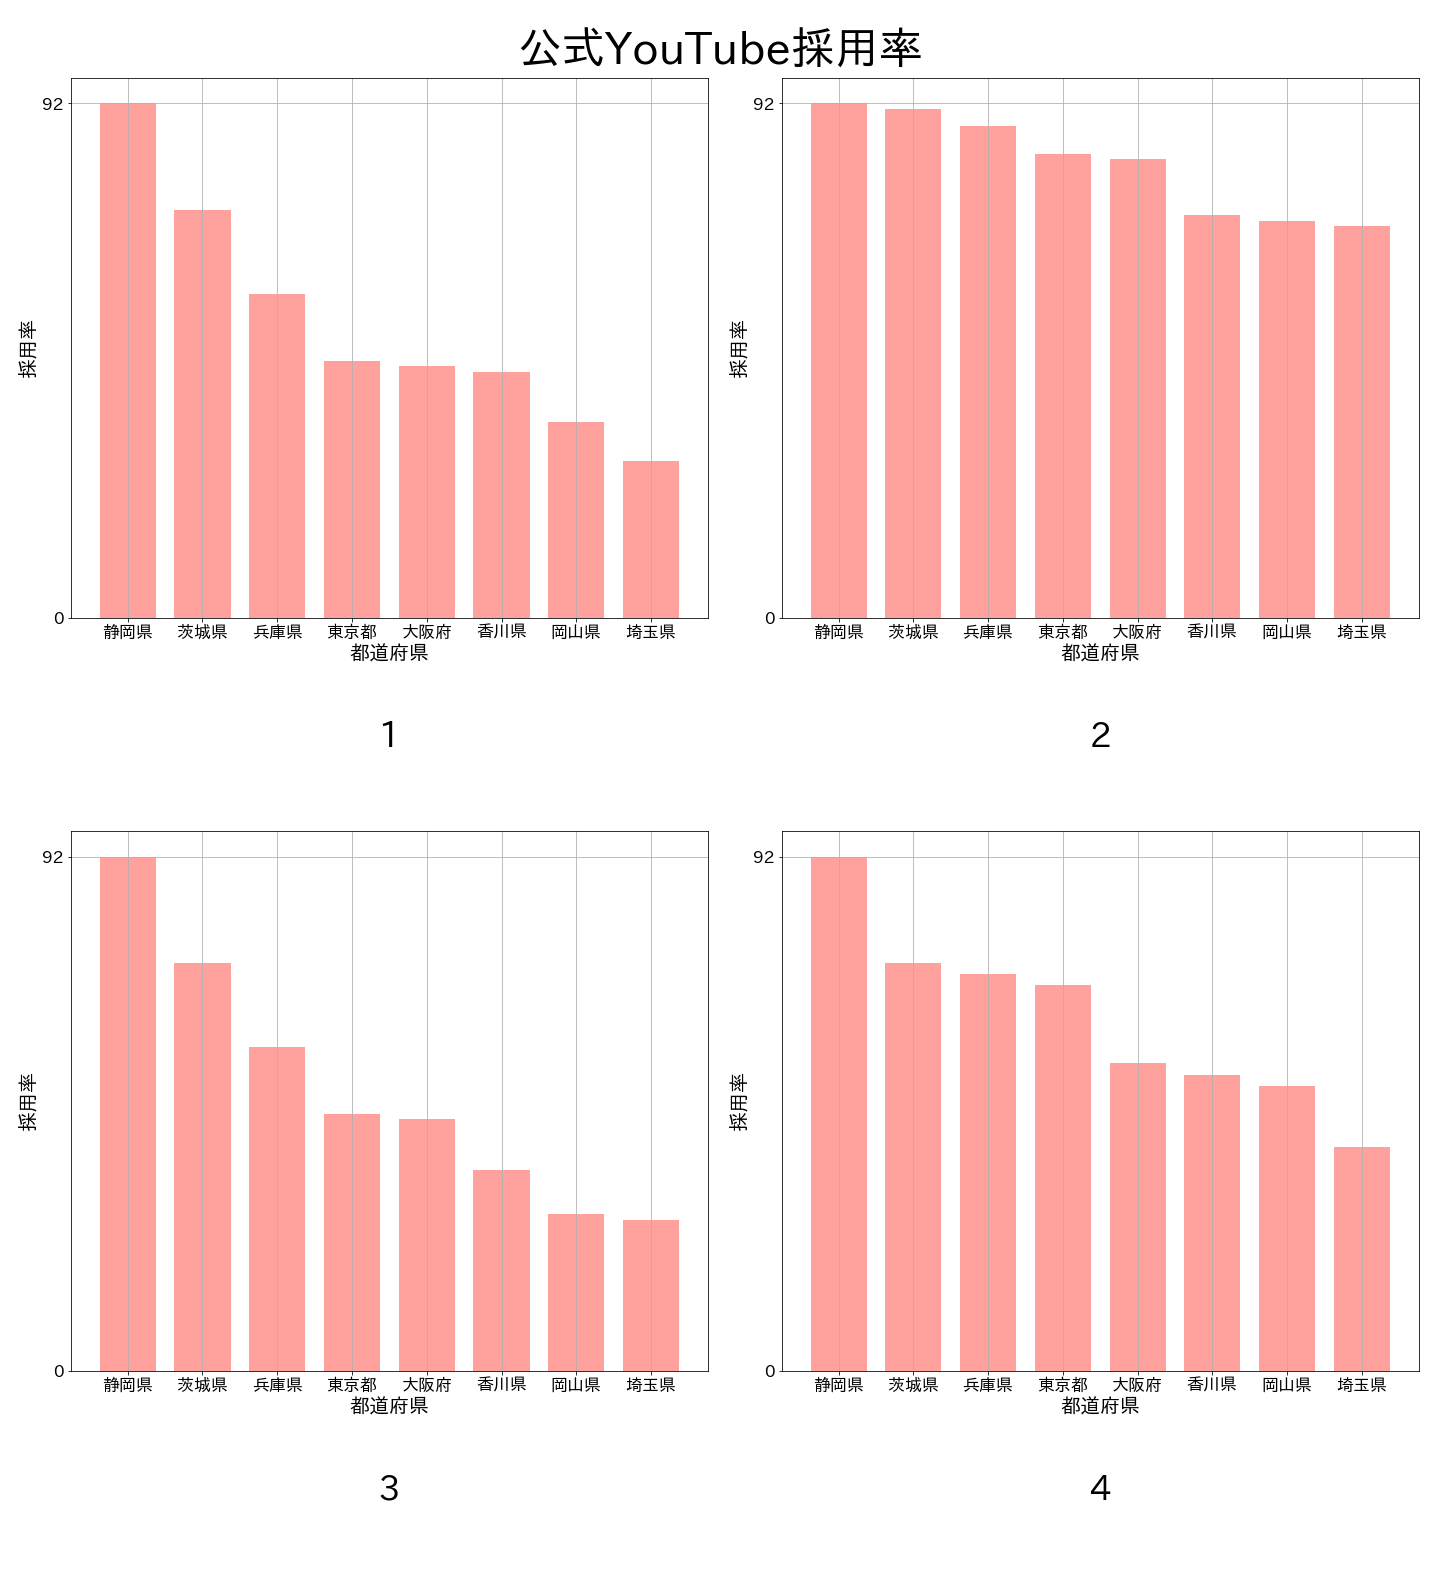 公式YouTube採用率
92
0
採用率
静岡県 茨城県 兵庫県 東京都 大阪府 香川県 岡山県 埼玉県
都道府県
1
92
0
採用率
静岡県 茨城県 兵庫県 東京都 大阪府 香川県 岡山県 埼玉県
都道府県
2
92
0
採用率
静岡県 茨城県 兵庫県 東京都 大阪府 香川県 岡山県 埼玉県
都道府県
3
92
0
採用率
静岡県 茨城県 兵庫県 東京都 大阪府 香川県 岡山県 埼玉県
都道府県
4